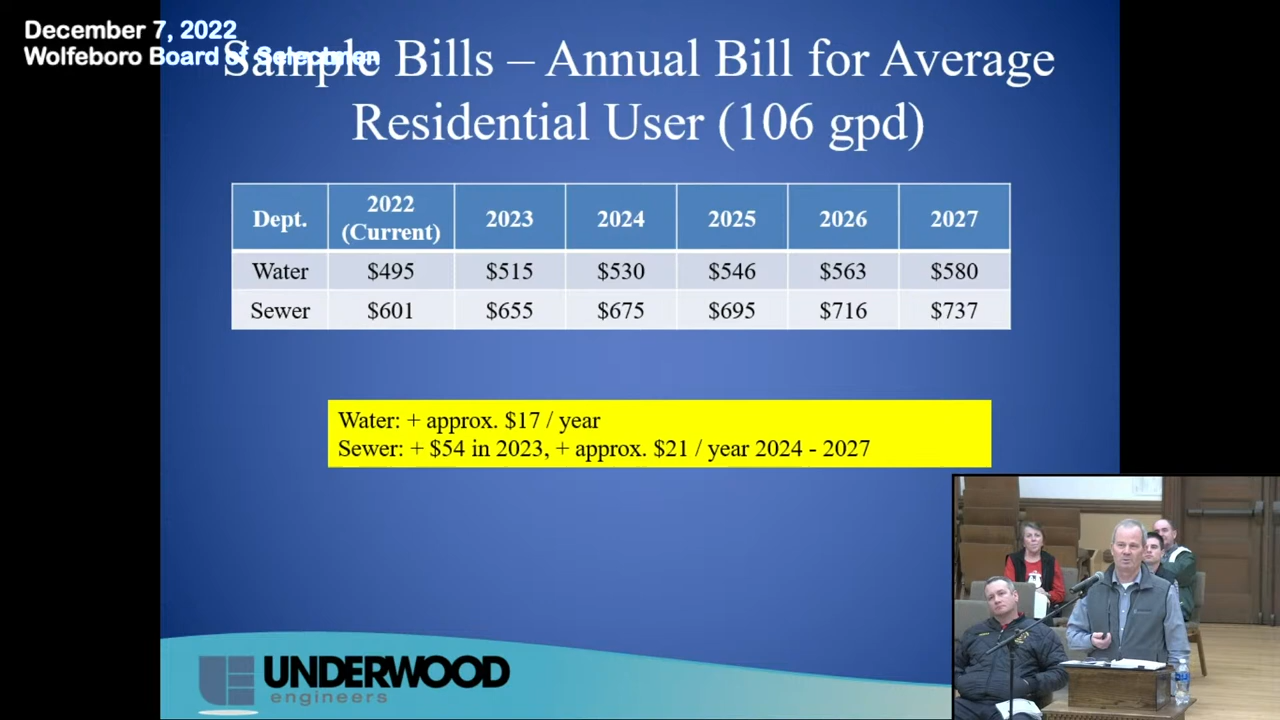 December 7, 2022
Wolfeboro Board of Selectmen
Sample Bills – Annual Bill for Average
Residential User (106 gpd)
Dept. 2022 (Current) 2023 2024 2025 2026 2027
Water $495 $515 $530 $546 $563 $580
Sewer $601 $655 $675 $695 $716 $737
Water: + approx. $17 / year
Sewer: + $54 in 2023, + approx. $21 / year 2024 - 2027
UE UNDERWOOD
engineers